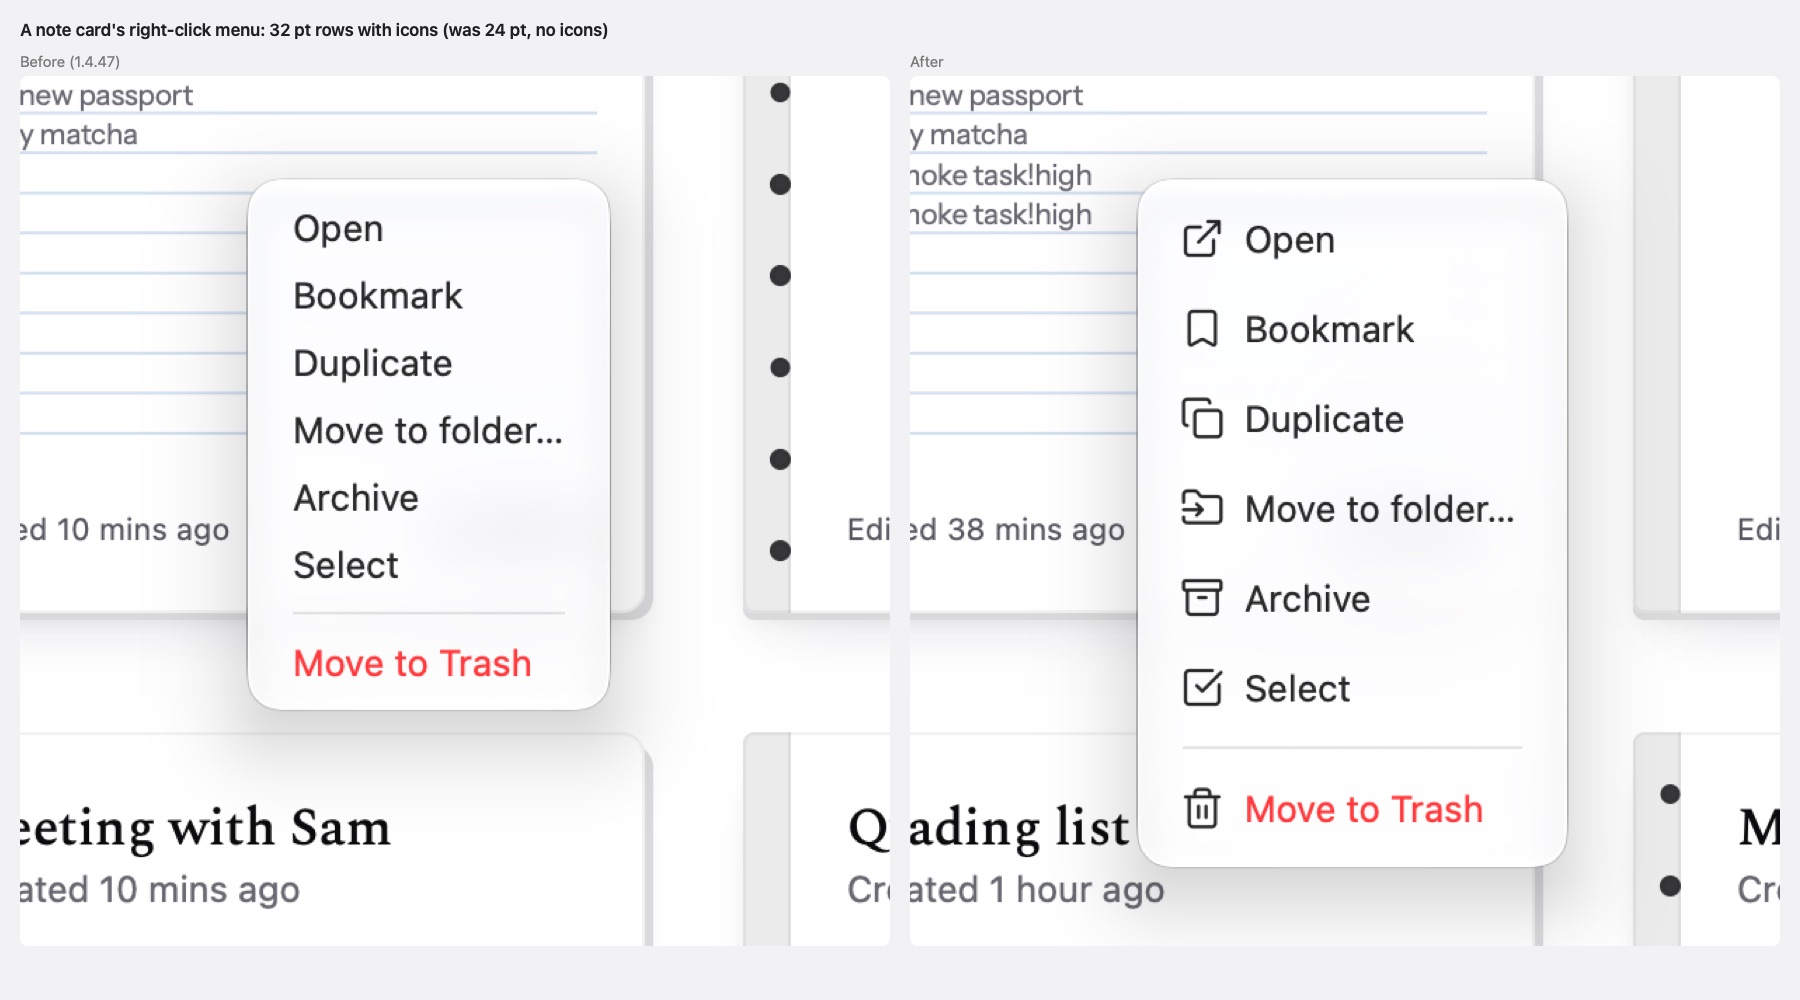 A note card's right-click menu: 32 pt rows with icons (was 24 pt, no icons)
Before (1.4.47)
new passport
y matcha
Open
Bookmark
Duplicate
Move to folder...
Archive
Select
Move to Trash
ed 10 mins ago
Edi
eeting with Sam
ated 10 mins ago
Q
Cr
After
new passport
y matcha
noke task!high
noke task!high
Open
Bookmark
Duplicate
Move to folder...
Archive
Select
Move to Trash
ed 38 mins ago
Edi
ading list
ated 1 hour ago
M
Cr